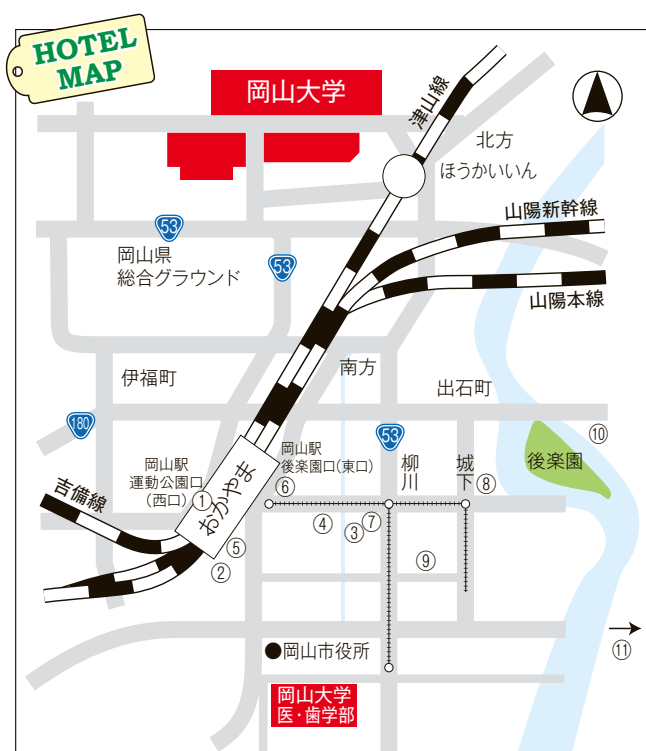 HOTEL
MAP
岡山大学
津山線
北方
ほうかいいん
山陽新幹線
53
岡山県
総合グラウンド
53
山陽本線
伊福町
南方
出石町
180
53
⑩
岡山駅
運動公園口
（西口）
①
おかやま
岡山駅
後楽園口（東口）
⑥
柳川
城下
⑧
後楽園
吉備線
④
③
⑦
⑤
②
⑨
⑪
●岡山市役所
岡山大学
医・歯学部